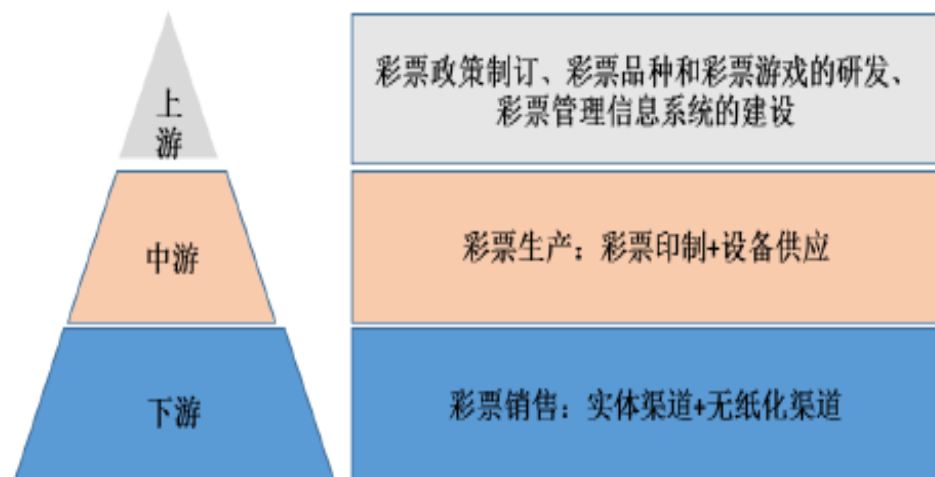 上
游
彩票政策制订、彩票品种和彩票游戏的研发、
彩票管理信息系统的建设
中游
彩票生产：彩票印制+设备供应
下游
彩票销售：实体渠道+无纸化渠道